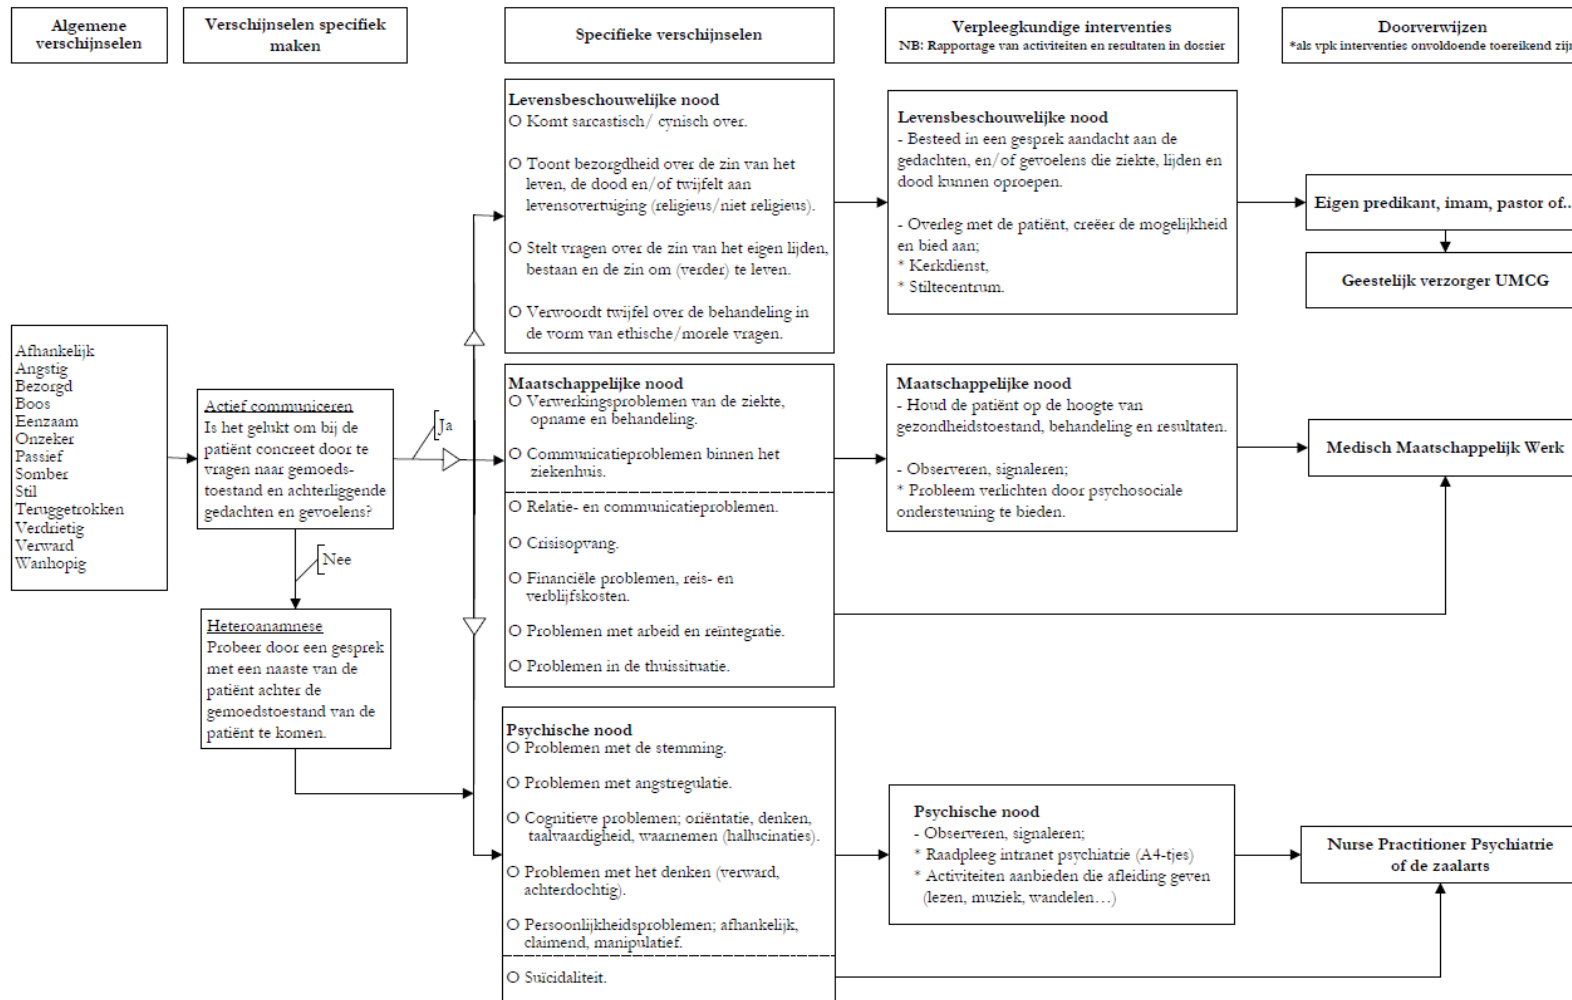 Algemene
verschijnselen
Verschijnselen specifiek
maken
Specifieke verschijnselen
Verpleegkundige interventies
NB: Rapportage van activiteiten en resultaten in dossier
Doorverwijzen
*als vpk interventies onvoldoende toereikend zijn
Afhankelijk
Angstig
Bezorgd
Boos
Eenzaam
Onzeker
Passief
Somber
Stil
Teruggetrokken
Verdrietig
Verward
Wanhopig
Actief communiceren
Is het gelukt om bij de
patiënt concreet door te
vragen naar gemoeds-
toestand en achterliggende
gedachten en gevoelens?
Ja
Nee
Heteroanamnese
Probeer door een gesprek
met een naaste van de
patiënt achter de
gemoedstoestand van de
patiënt te komen.
Levensbeschouwelijke nood
O Komt sarcastisch/ cynisch over.
O Toont bezorgdheid over de zin van het
leven, de dood en/of twijfelt aan
levensovertuiging (religieus/niet religieus).
O Stelt vragen over de zin van het eigen lijden,
bestaan en de zin om (verder) te leven.
O Verwoordt twijfel over de behandeling in
de vorm van ethische/morele vragen.
Maatschappelijke nood
O Verwerkingsproblemen van de ziekte,
opname en behandeling.
O Communicatieproblemen binnen het
ziekenhuis.
O Relatie- en communicatieproblemen.
O Crisisopvang.
O Financiële problemen, reis- en
verblijfskosten.
O Problemen met arbeid en reïntegratie.
O Problemen in de thuissituatie.
Psychische nood
O Problemen met de stemming.
O Problemen met angstregulatie.
O Cognitieve problemen; oriëntatie, denken,
taalvaardigheid, waarnemen (hallucinaties).
O Problemen met het denken (verward,
achterdochtig).
O Persoonlijkheidsproblemen; afhankelijk,
claimend, manipulatief.
O Suïcidaliteit.
Levensbeschouwelijke nood
- Besteed in een gesprek aandacht aan de
gedachten, en/of gevoelens die ziekte, lijden en
dood kunnen oproepen.
- Overleg met de patiënt, creëer de mogelijkheid
en bied aan;
* Kerkdienst,
* Stiltecentrum.
Maatschappelijke nood
- Houd de patiënt op de hoogte van
gezondheidstoestand, behandeling en resultaten.
- Observeren, signaleren;
* Probleem verlichten door psychosociale
ondersteuning te bieden.
Psychische nood
- Observeren, signaleren;
* Raadpleeg intranet psychiatrie (A4-tjes)
* Activiteiten aanbieden die afleiding geven
(lezen, muziek, wandelen…)
Eigen predikant, imam, pastor of..
Geestelijk verzorger UMCG
Medisch Maatschappelijk Werk
Nurse Practitioner Psychiatrie
of de zaalarts